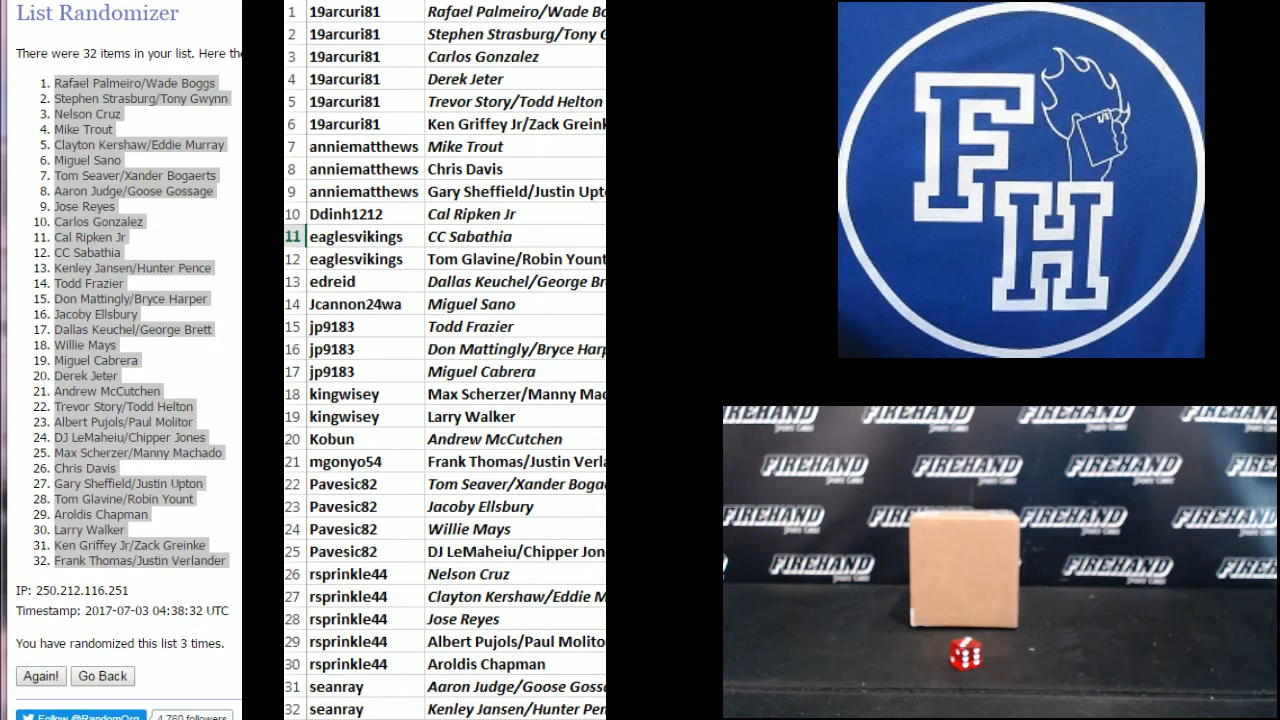 List Randomizer
There were 32 items in your list. Here the
1. Rafael Palmeiro/Wade Boggs
2. Stephen Strasburg/Tony Gwynn
3. Nelson Cruz
4. Mike Trout
5. Clayton Kershaw/Eddie Murray
6. Miguel Sano
7. Tom Seaver/Xander Bogaerts
8. Aaron Judge/Goose Gossage
9. Jose Reyes
10. Carlos Gonzalez
11. Cal Ripken Jr
12. CC Sabathia
13. Kenley Jansen/Hunter Pence
14. Todd Frazier
15. Don Mattingly/Bryce Harper
16. Jacoby Ellsbury
17. Dallas Keuchel/George Brett
18. Willie Mays
19. Miguel Cabrera
20. Derek Jeter
21. Andrew McCutchen
22. Trevor Story/Todd Helton
23. Albert Pujols/Paul Molitor
24. DJ LeMaheiu/Chipper Jones
25. Max Scherzer/Manny Machado
26. Chris Davis
27. Gary Sheffield/Justin Upton
28. Tom Glavine/Robin Yount
29. Aroldis Chapman
30. Larry Walker
31. Ken Griffey Jr/Zack Greinke
32. Frank Thomas/Justin Verlander
IP: 250.212.116.251
Timestamp: 2017-07-03 04:38:32 UTC
You have randomized this list 3 times.
Again! Go Back
Follow @RandomOrg 4,760 followers
1 19arcuri81 Rafael Palmeiro/Wade Bo
2 19arcuri81 Stephen Strasburg/Tony G
3 19arcuri81 Carlos Gonzalez
4 19arcuri81 Derek Jeter
5 19arcuri81 Trevor Story/Todd Helton
6 19arcuri81 Ken Griffey Jr/Zack Greink
7 anniematthews Mike Trout
8 anniematthews Chris Davis
9 anniematthews Gary Sheffield/Justin Upto
10 Ddinh1212 Cal Ripken Jr
11 eaglesvikings CC Sabathia
12 eaglesvikings Tom Glavine/Robin Yount
13 edreid Dallas Keuchel/George Br
14 Jcannon24wa Miguel Sano
15 jp9183 Todd Frazier
16 jp9183 Don Mattingly/Bryce Harp
17 jp9183 Miguel Cabrera
18 kingwisey Max Scherzer/Manny Mac
19 kingwisey Larry Walker
20 Kobun Andrew McCutchen
21 mgonyo54 Frank Thomas/Justin Verla
22 Pavesic82 Tom Seaver/Xander Bogae
23 Pavesic82 Jacoby Ellsbury
24 Pavesic82 Willie Mays
25 Pavesic82 DJ LeMaheiu/Chipper Jon
26 rsprinkle44 Nelson Cruz
27 rsprinkle44 Clayton Kershaw/Eddie M
28 rsprinkle44 Jose Reyes
29 rsprinkle44 Albert Pujols/Paul Molito
30 rsprinkle44 Aroldis Chapman
31 seanray Aaron Judge/Goose Goss
32 seanray Kenley Jansen/Hunter Pen
1/1
F
H
FIREHAND
FIREHAND
FIREHAND
FIREHAND
FIREHAND
FIREHAND
FIREHAND
FIREHAND
FIREHAND